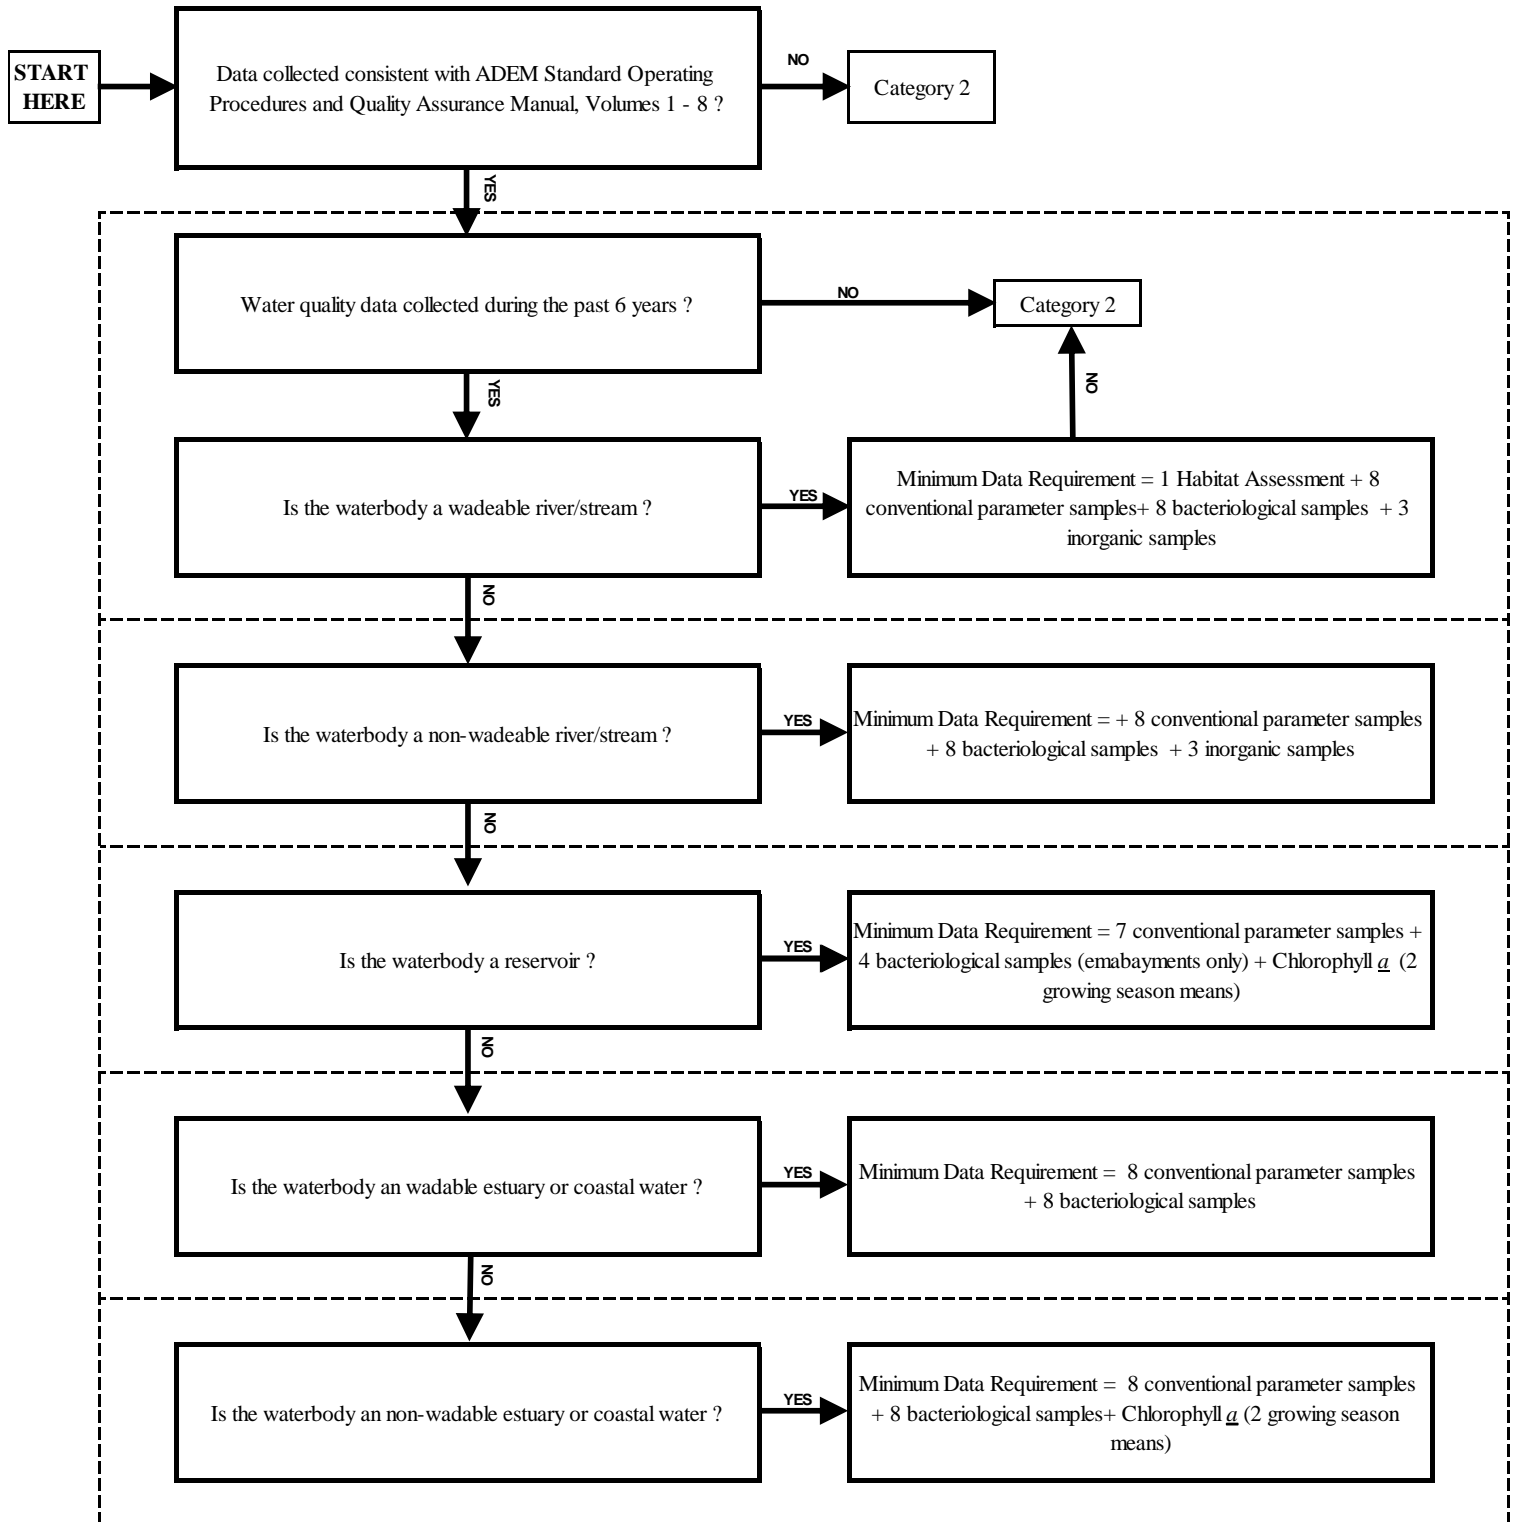 START
HERE
Data collected consistent with ADEM Standard Operating
Procedures and Quality Assurance Manual, Volumes 1 - 8 ?
NO
Category 2
YES
Water quality data collected during the past 6 years ?
NO
Category 2
YES
NO
Is the waterbody a wadeable river/stream ?
YES
Minimum Data Requirement = 1 Habitat Assessment + 8
conventional parameter samples+ 8 bacteriological samples + 3
inorganic samples
NO
Is the waterbody a non-wadeable river/stream ?
YES
Minimum Data Requirement = + 8 conventional parameter samples
+ 8 bacteriological samples + 3 inorganic samples
NO
Is the waterbody a reservoir ?
YES
Minimum Data Requirement = 7 conventional parameter samples +
4 bacteriological samples (emabayments only) + Chlorophyll a (2
growing season means)
NO
Is the waterbody an wadable estuary or coastal water ?
YES
Minimum Data Requirement = 8 conventional parameter samples
+ 8 bacteriological samples
NO
Is the waterbody an non-wadable estuary or coastal water ?
YES
Minimum Data Requirement = 8 conventional parameter samples
+ 8 bacteriological samples+ Chlorophyll a (2 growing season
means)